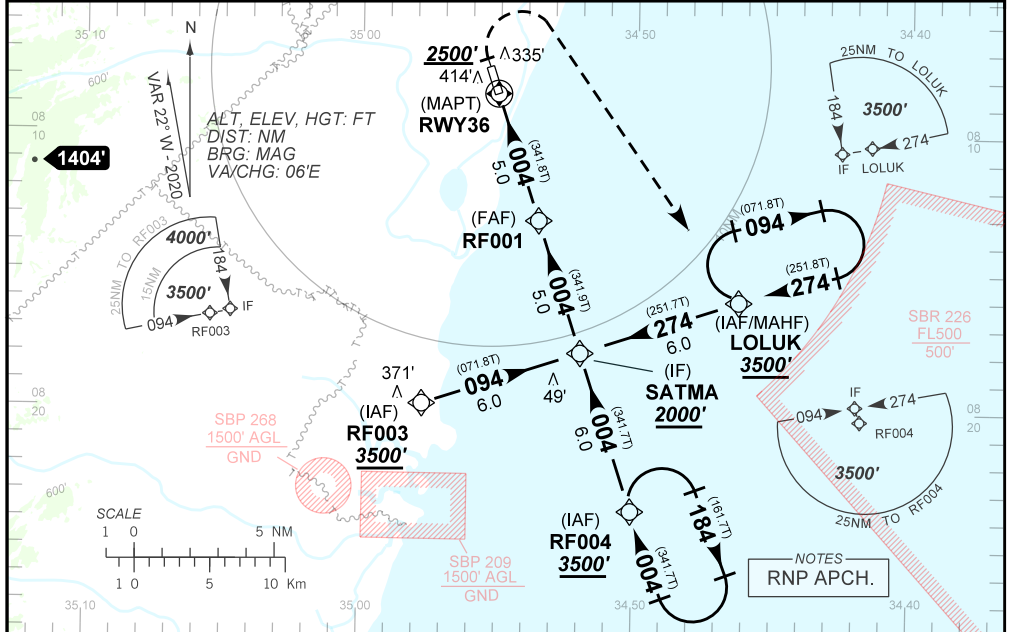 35,10
35,00
34,50
34,40
N
600'
VAR 22° W - 2020
08
10
1404'
ALT, ELEV, HGT: FT
DIST: NM
BRG: MAG
VAR/CHG: 06'E
2500'
335'
414'
(MAPT)
RWY36
(341.8T)
004
5.0
(FAF)
RF001
(341.9T)
004
5.0
25NM TO LOLUK
3500'
184
274
IF
LOLUK
08
10
25NM TO RF003
15NM
4000'
3500'
184
094
IF
RF003
10NM
(071.8T)
094
(251.8T)
274
(IAF/MAHF)
LOLUK
3500'
(251.7T)
274
6.0
SBR 226
FL500
500'
(IF)
SATMA
2000'
49'
371'
(071.8T)
094
6.0
(IAF)
RF003
3500'
(341.7T)
004
6.0
08
20
SBP 268
1500' AGL
GND
IF
094
274
RF004
3500'
25NM TO RF004
08
20
600'
SCALE
1 0 5 NM
1 0 5 10 Km
SBP 209
1500' AGL
GND
(IAF)
RF004
3500'
(161.7T)
184
(341.7T)
004
NOTES
RNP APCH.
35,10
35,00
34,50
34,40